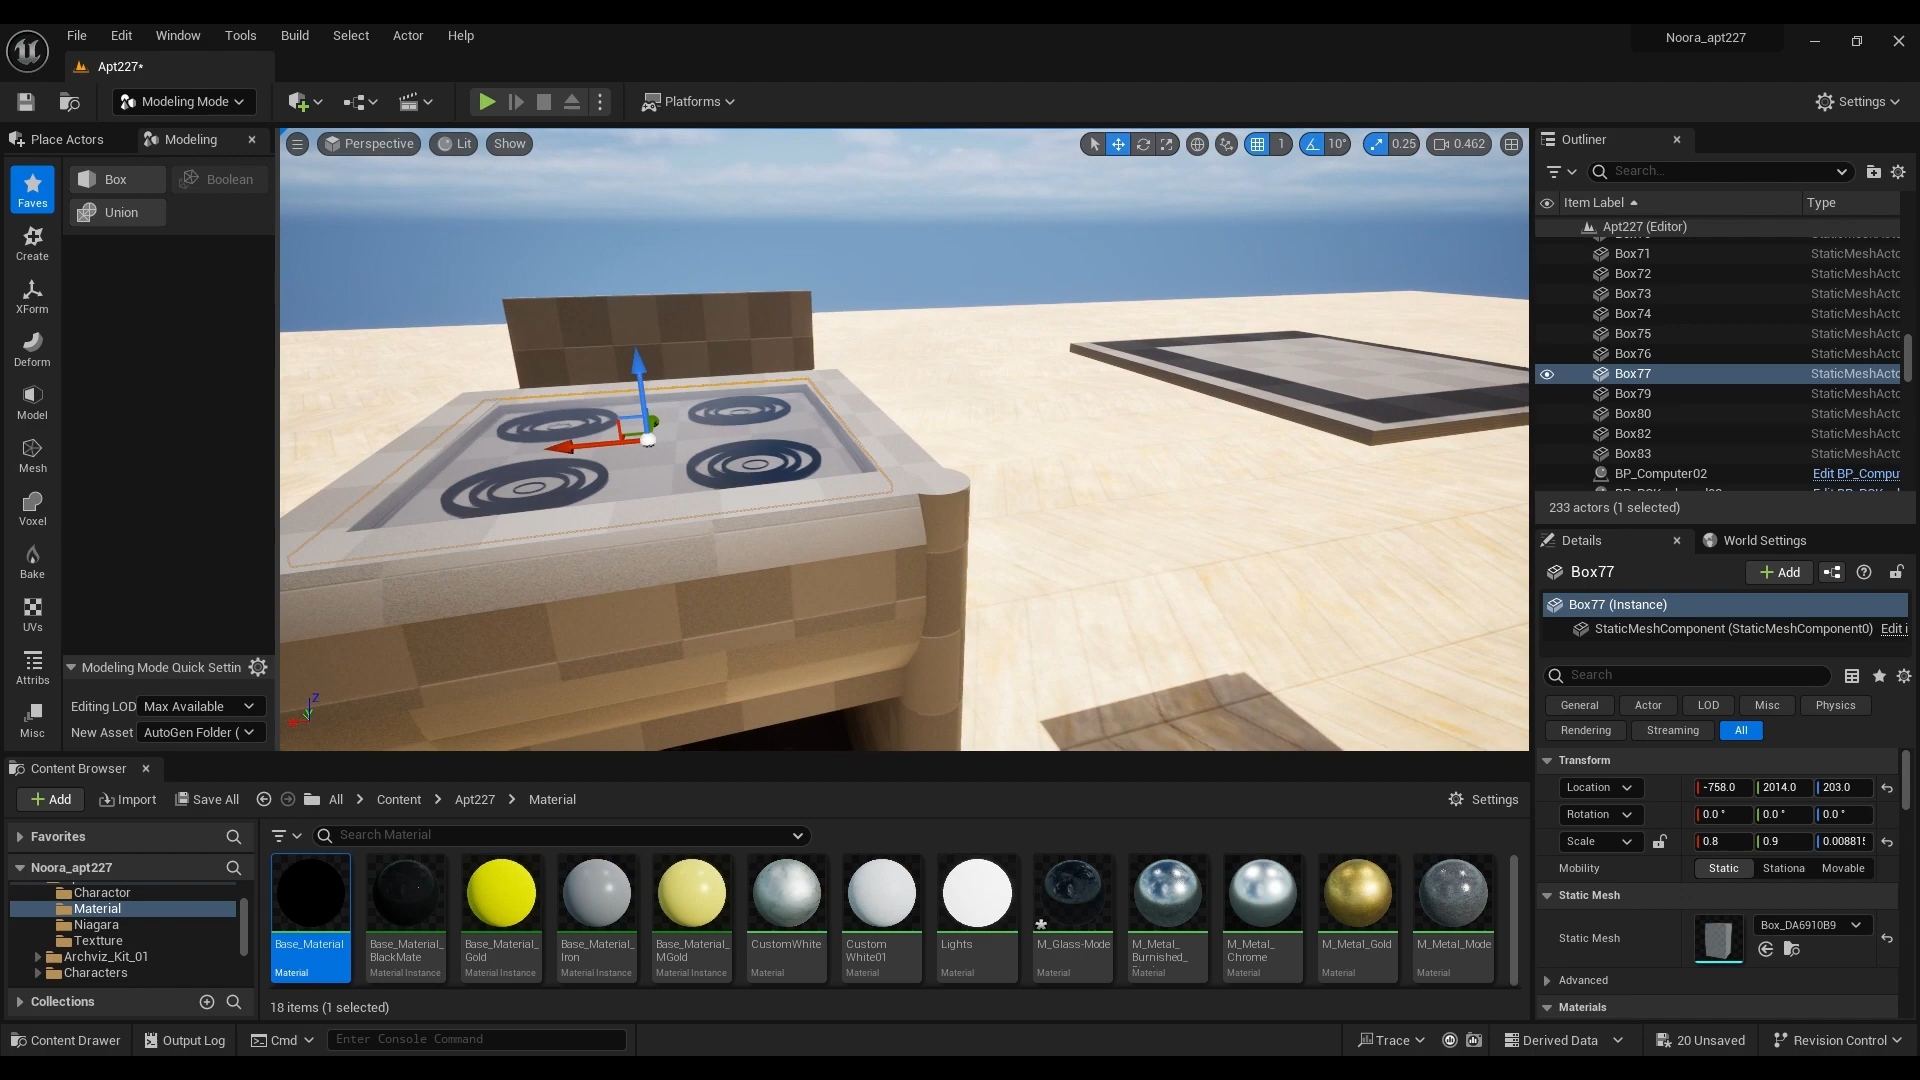 File Edit Window Tools Build Select Actor Help
Noora_apt227
Apt227*
Modeling Mode
Platforms
Settings
Place Actors
Modeling
Perspective
Lit
Show
1
10°
0.25
0.462
Outliner
Search...
Item Label
Type
Apt227 (Editor)
Box71 StaticMeshActo
Box72 StaticMeshActo
Box73 StaticMeshActo
Box74 StaticMeshActo
Box75 StaticMeshActo
Box76 StaticMeshActo
Box77 StaticMeshActo
Box79 StaticMeshActo
Box80 StaticMeshActo
Box82 StaticMeshActo
Box83 StaticMeshActo
BP_Computer02 Edit BP_Compu
233 actors (1 selected)
Faves
Create
XForm
Deform
Model
Mesh
Voxel
Bake
UVs
Attribs
Misc
Box
Boolean
Union
Modeling Mode Quick Settin
Editing LOD Max Available
New Asset AutoGen Folder (
Z
Details
World Settings
Box77
Add
Box77 (Instance)
StaticMeshComponent (StaticMeshComponent0) Edit i
Search
General Actor LOD Misc Physics
Rendering Streaming All
Transform
Location -758.0 2014.0 203.0
Rotation 0.0 ° 0.0 ° 0.0 °
Scale 0.8 0.9 0.008815
Mobility Static Stationa Movable
Static Mesh
Static Mesh Box_DA6910B9
Advanced
Materials
Content Browser
Add
Import
Save All
All
Content
Apt227
Material
Settings
Favorites
Noora_apt227
Charactor
Material
Niagara
Textture
Archviz_Kit_01
Characters
Collections
Search Material
Base_Material
Material
Base_Material_
BlackMate
Material Instance
Base_Material_
Gold
Material Instance
Base_Material_
Iron
Material Instance
Base_Material_
MGold
Material Instance
CustomWhite
Material
Custom
White01
Material
Lights
Material
M_Glass-Mode
Material
M_Metal_
Burnished_
Material
M_Metal_
Chrome
Material
M_Metal_Gold
Material
M_Metal_Mode
Material
18 items (1 selected)
Content Drawer
Output Log
Cmd
Enter Console Command
Trace
Derived Data
20 Unsaved
Revision Control